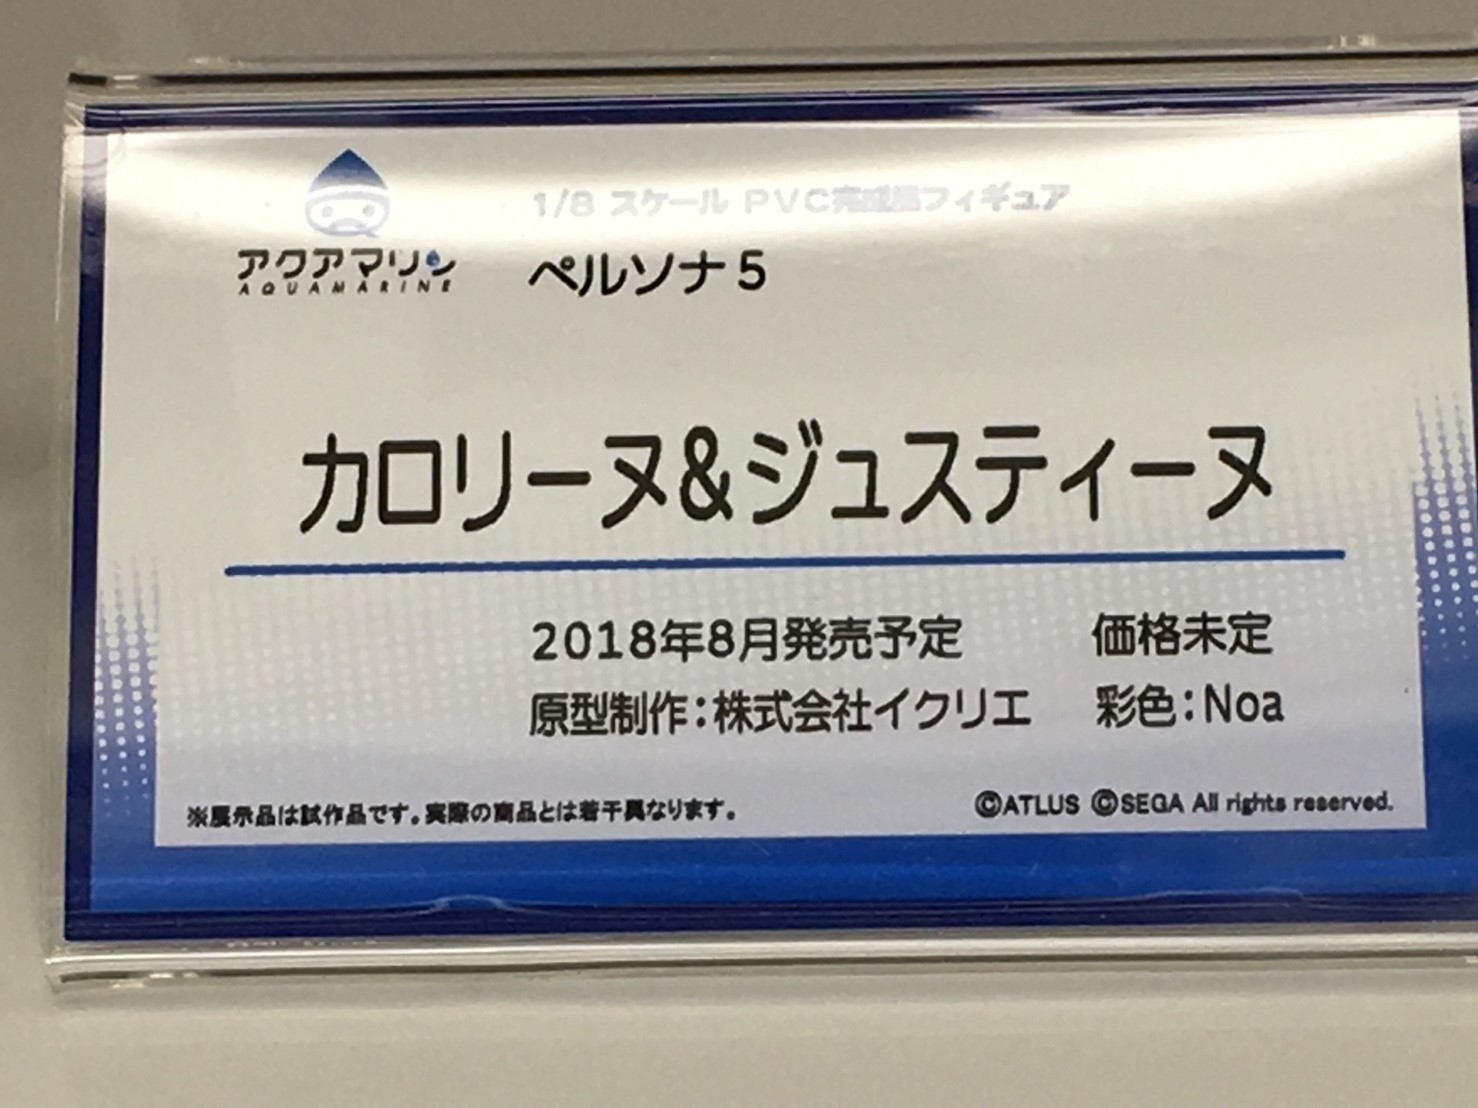 1/8 スケール PVC完成品フィギュア
アクアマリン
AQUAMARINE
ペルソナ5
カロリーヌ&ジュスティーヌ
2018年8月発売予定 価格未定
原型制作:株式会社イクリエ 彩色:Noa
※展示品は試作品です。実際の商品とは若干異なります。
©ATLUS ©SEGA All rights reserved.